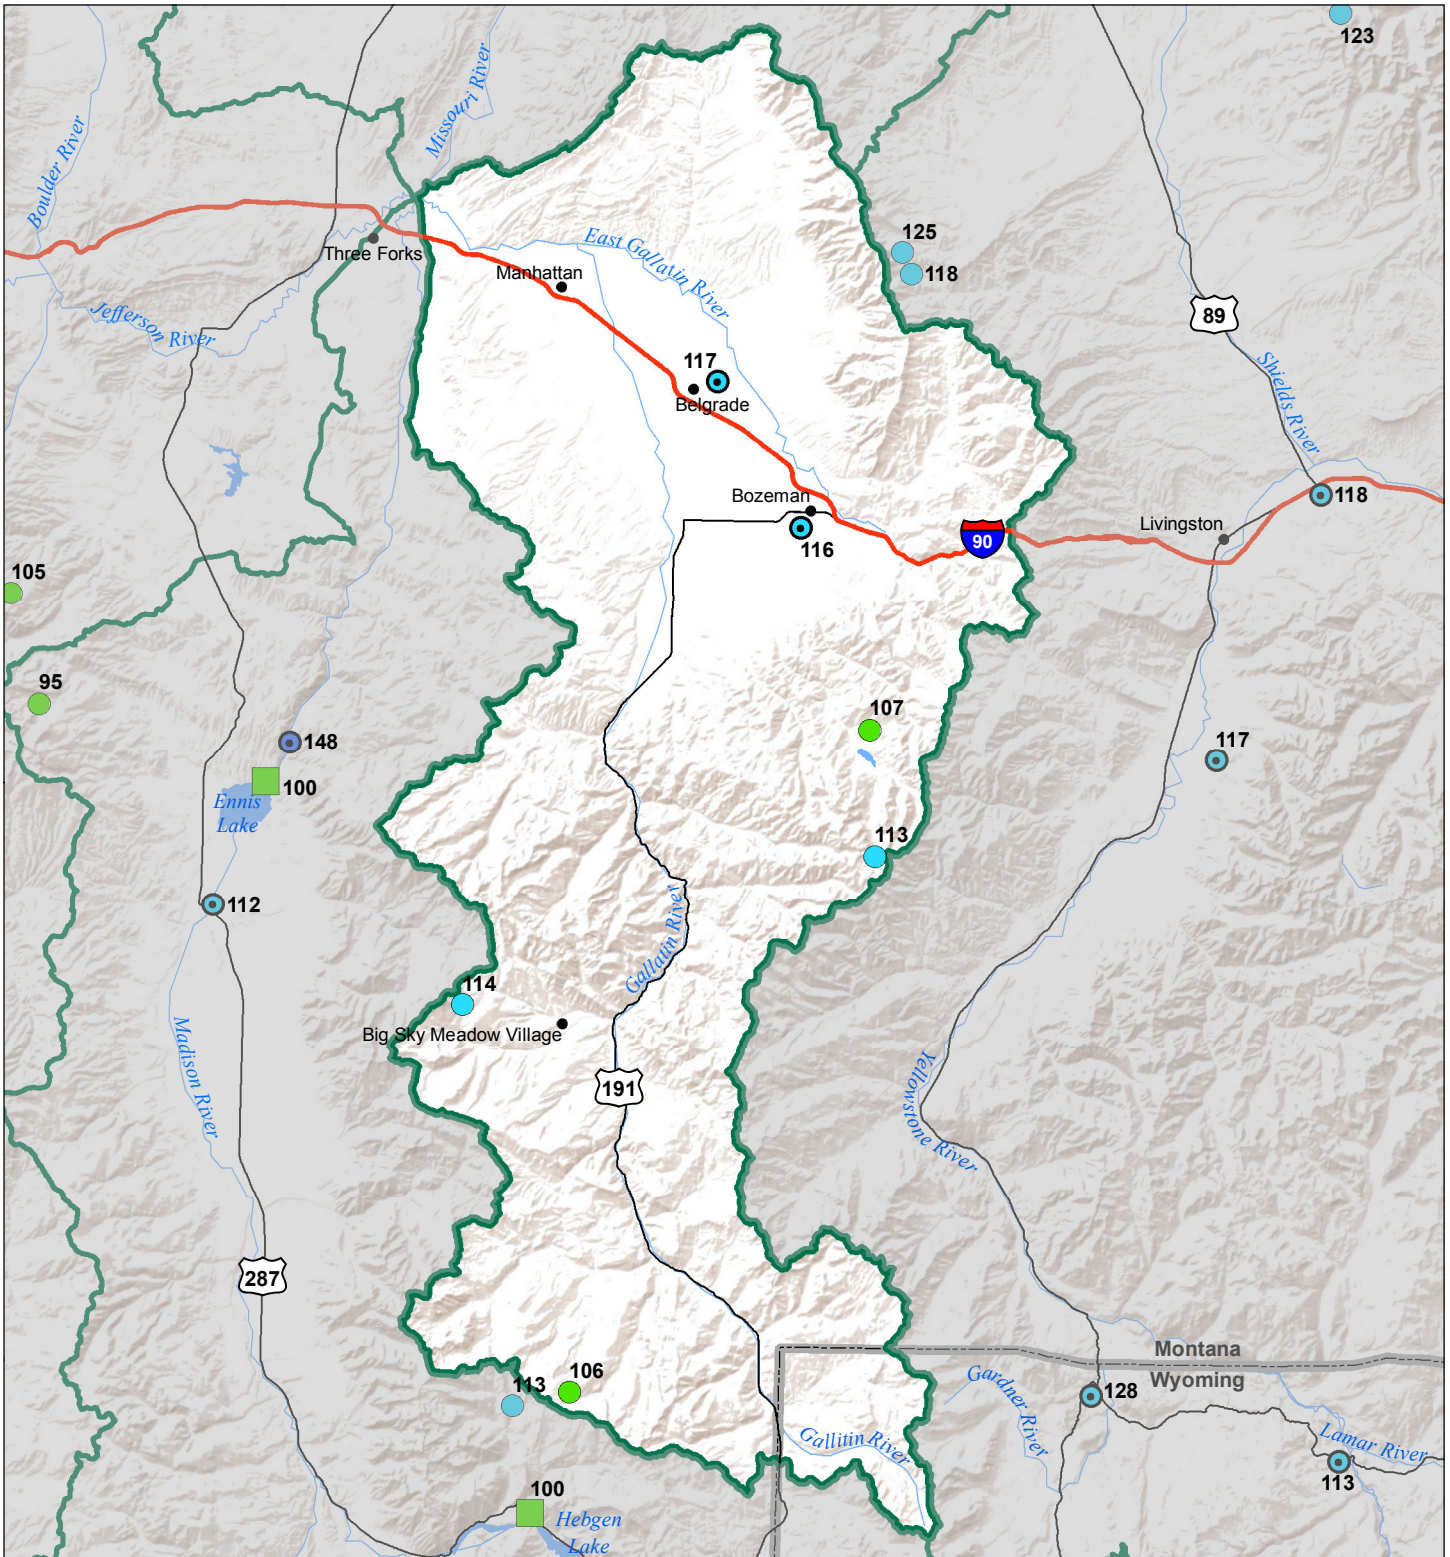 123
Missouri River
Boulder River
125
118
Three Forks
East Gallatin River
Manhattan
Jefferson River
89
Shields River
117
Belgrade
Bozeman
116
118
Livingston
90
105
95
107
148
100
Ennis
Lake
117
113
112
Gallatin River
114
Big Sky Meadow Village
Madison River
Yellowstone River
191
287
Montana
Wyoming
113
106
Gardner River
128
Gallitin River
Lamar River
113
100
Hebgen
Lake